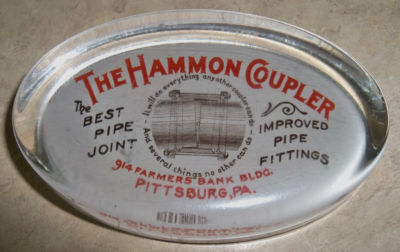 THE HAMMON COUPLER
It will do everything any other coupler can do
The
BEST
PIPE
JOINT
IMPROVED
PIPE
FITTINGS
And several things no other can do
914 FARMERS BANK BLDG.
PITTSBURG, PA.